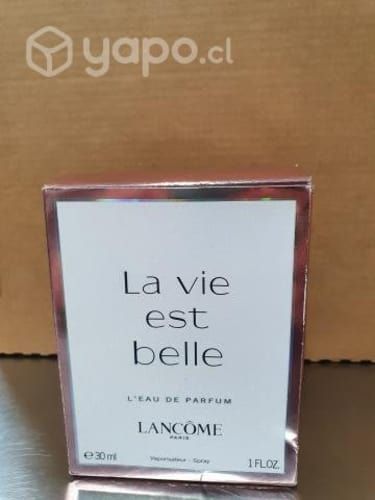 yapo.cl
La vie
est
belle
L'EAU DE PARFUM
LANCÔME
PARIS
℮ 30 ml
Vaporisateur - Spray
1 FL.OZ.